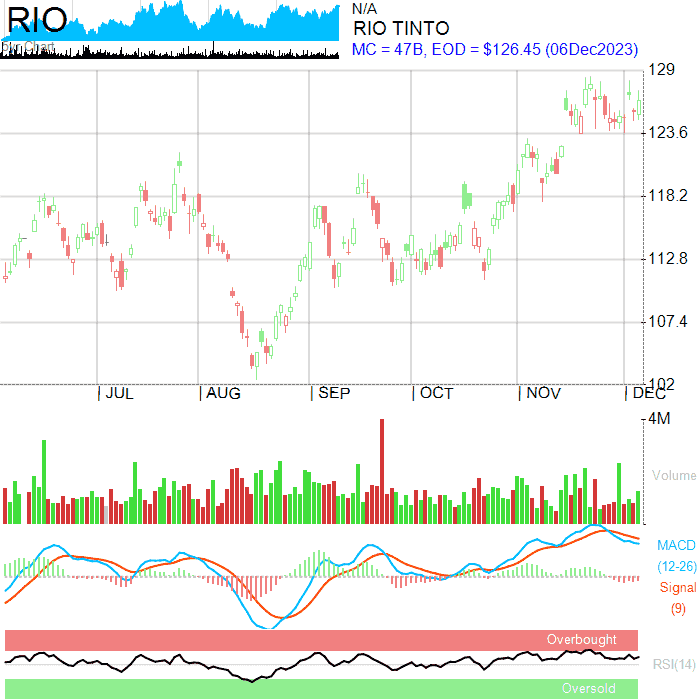 RIO
N/A
RIO TINTO
MC = 47B, EOD = $126.45 (06Dec2023)
129
123.6
118.2
112.8
107.4
102
JUL AUG SEP OCT NOV DEC
4M
Volume
MACD
(12-26)
Signal
(9)
Overbought
RSI(14)
Oversold